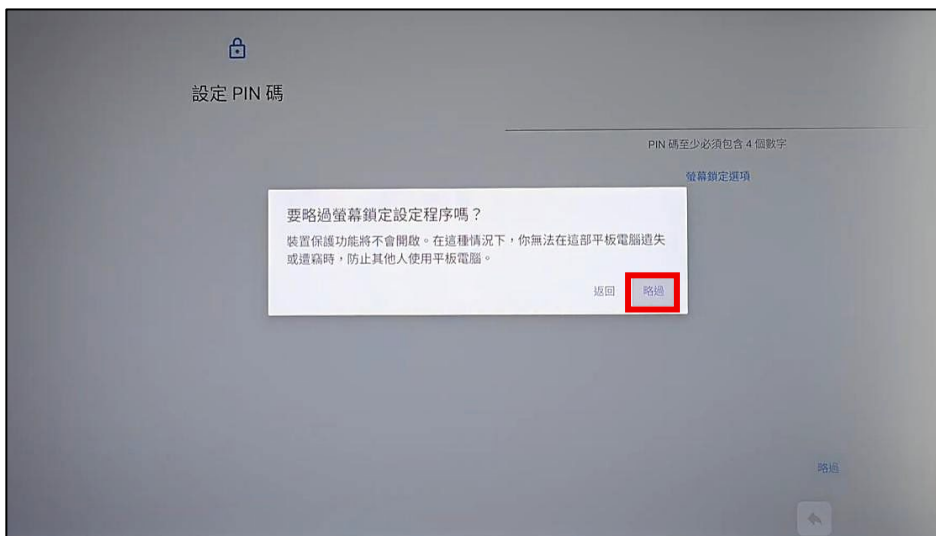 設定 PIN 碼
PIN 碼至少必須包含 4 個數字
螢幕鎖定選項
要略過螢幕鎖定設定程序嗎？
裝置保護功能將不會開啟。在這種情況下，你無法在這部平板電腦遺失
或遭竊時，防止其他人使用平板電腦。
返回
略過
略過